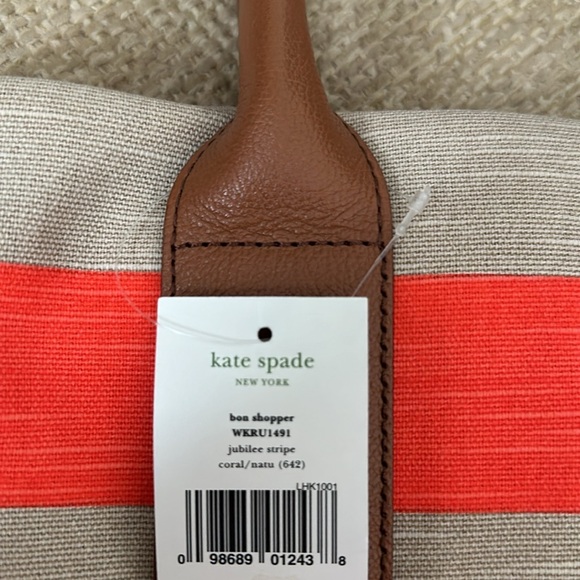 kate spade
NEW YORK
bon shopper
WKRU1491
jubilee stripe
coral/natu (642)
LHK1001
0 98689 01243 8